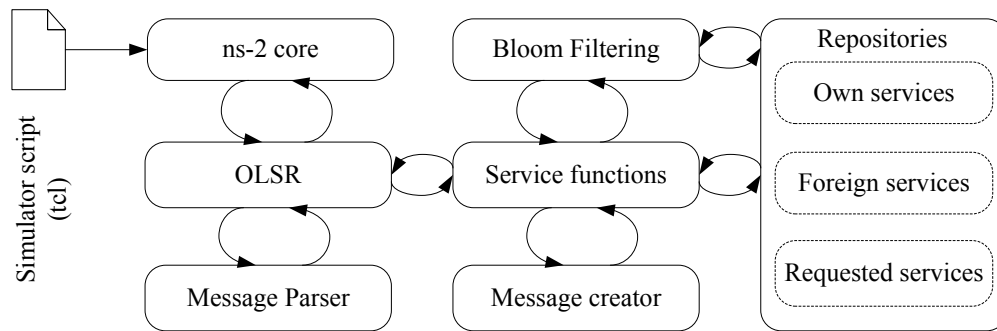 Simulator script
(tcl)
ns-2 core
OLSR
Message Parser
Bloom Filtering
Service functions
Message creator
Repositories
Own services
Foreign services
Requested services